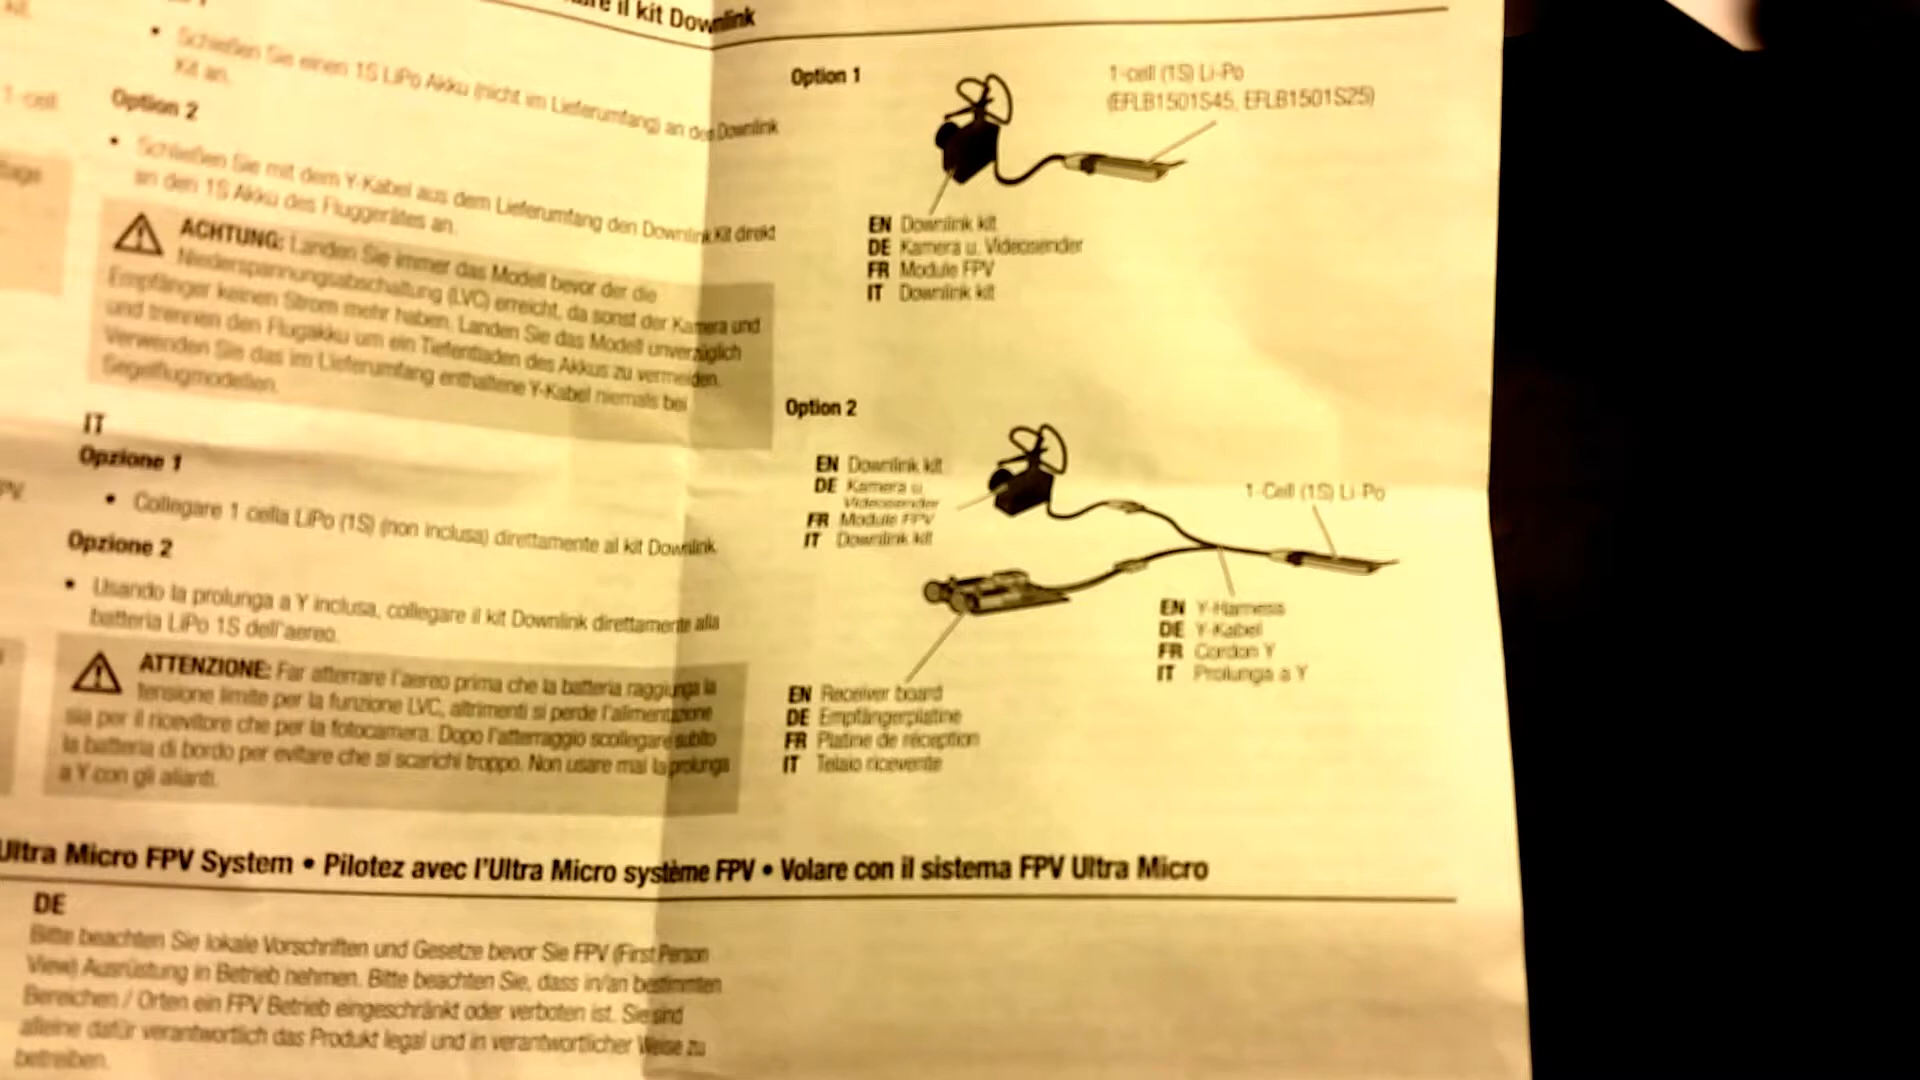 re il kit Downlink
• Schließen Sie einen 1S LiPo Akku (nicht im Lieferumfang) an den Downlink
Kit an.
Option 2
• Schließen Sie mit dem Y-Kabel aus dem Lieferumfang den Downlink Kit direkt
an den 1S Akku des Fluggerätes an.
ACHTUNG: Landen Sie immer das Modell bevor der die
Niederspannungsabschaltung (LVC) erreicht, da sonst der Kamera und
Empfänger keinen Strom mehr haben. Landen Sie das Modell unverzüglich
und trennen den Flugakku um ein Tiefentladen des Akkus zu vermeiden.
Verwenden Sie das im Lieferumfang enthaltene Y-Kabel niemals bei
Segelflugmodellen.
IT
Opzione 1
• Collegare 1 cella LiPo (1S) (non inclusa) direttamente al kit Downlink
Opzione 2
• Usando la prolunga a Y inclusa, collegare il kit Downlink direttamente alla
batteria LiPo 1S dell'aereo.
ATTENZIONE: Far atterrare l'aereo prima che la batteria raggiunga la
tensione limite per la funzione LVC, altrimenti si perde l'alimentazione
sia per il ricevitore che per la fotocamera. Dopo l'atterraggio scollegare subito
la batteria di bordo per evitare che si scarichi troppo. Non usare mai la prolunga
a Y con gli alianti.
1-cell
PV
Option 1
1-cell (1S) Li-Po
(EFLB1501S45, EFLB1501S25)
EN Downlink kit
DE Kamera u. Videosender
FR Module FPV
IT Downlink kit
Option 2
EN Downlink kit
DE Kamera u
Videosender
FR Module FPV
IT Downlink kit
1-Cell (1S) Li-Po
EN Y-Harness
DE Y-Kabel
FR Cordon Y
IT Prolunga a Y
EN Receiver board
DE Empfängerplatine
FR Platine de réception
IT Telaio ricevente
Ultra Micro FPV System • Pilotez avec l'Ultra Micro système FPV • Volare con il sistema FPV Ultra Micro
DE
Bitte beachten Sie lokale Vorschriften und Gesetze bevor Sie FPV (First Person
View) Ausrüstung in Betrieb nehmen. Bitte beachten Sie, dass in/an bestimmten
Bereichen / Orten ein FPV Betrieb eingeschränkt oder verboten ist. Sie sind
alleine dafür verantwortlich das Produkt legal und in verantwortlicher Weise zu
betreiben.